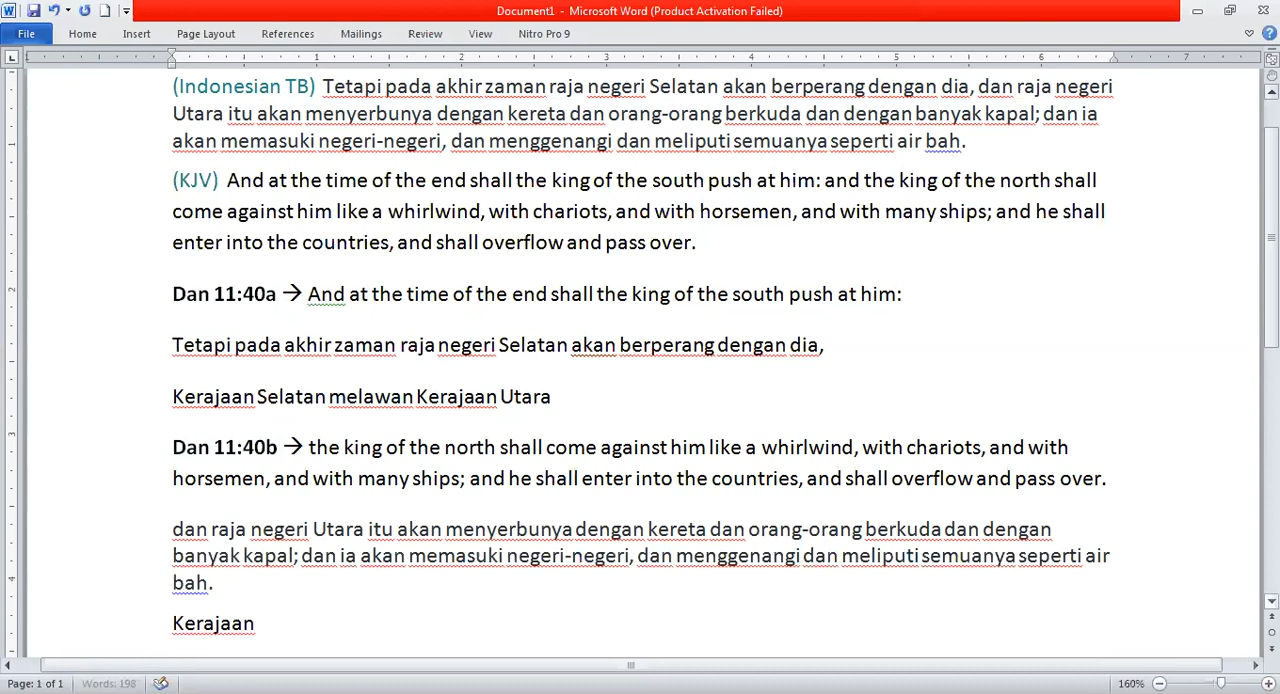 Document1 - Microsoft Word (Product Activation Failed)
File Home Insert Page Layout References Mailings Review View Nitro Pro 9
1 1 2 3 4 5 6 7
(Indonesian TB) Tetapi pada akhir zaman raja negeri Selatan akan berperang dengan dia, dan raja negeri
Utara itu akan menyerbunya dengan kereta dan orang-orang berkuda dan dengan banyak kapal; dan ia
akan memasuki negeri-negeri, dan menggenangi dan meliputi semuanya seperti air bah.
(KJV) And at the time of the end shall the king of the south push at him: and the king of the north shall
come against him like a whirlwind, with chariots, and with horsemen, and with many ships; and he shall
enter into the countries, and shall overflow and pass over.
Dan 11:40a → And at the time of the end shall the king of the south push at him:
Tetapi pada akhir zaman raja negeri Selatan akan berperang dengan dia,
Kerajaan Selatan melawan Kerajaan Utara
Dan 11:40b → the king of the north shall come against him like a whirlwind, with chariots, and with
horsemen, and with many ships; and he shall enter into the countries, and shall overflow and pass over.
dan raja negeri Utara itu akan menyerbunya dengan kereta dan orang-orang berkuda dan dengan
banyak kapal; dan ia akan memasuki negeri-negeri, dan menggenangi dan meliputi semuanya seperti air
bah.
Kerajaan
Page: 1 of 1 Words: 198 160%